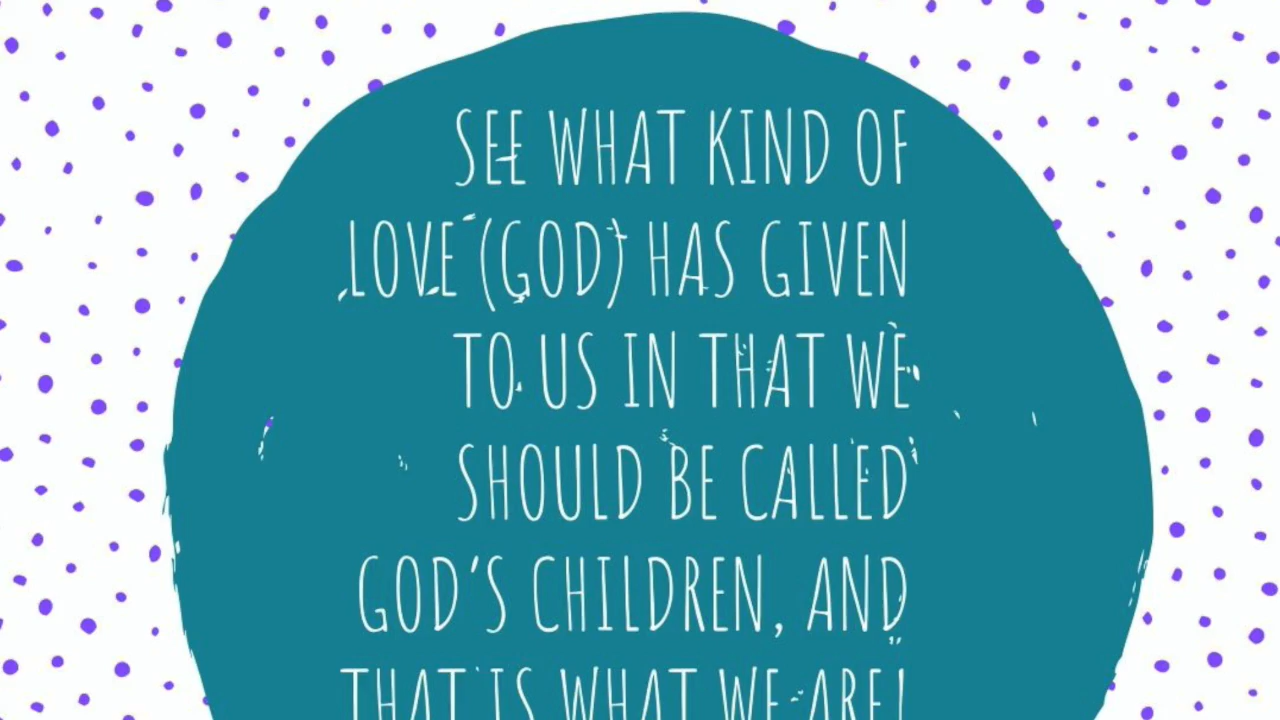 SEE WHAT KIND OF
LOVE (GOD) HAS GIVEN
TO US IN THAT WE
SHOULD BE CALLED
GOD'S CHILDREN, AND
THAT IS WHAT WE ARE!